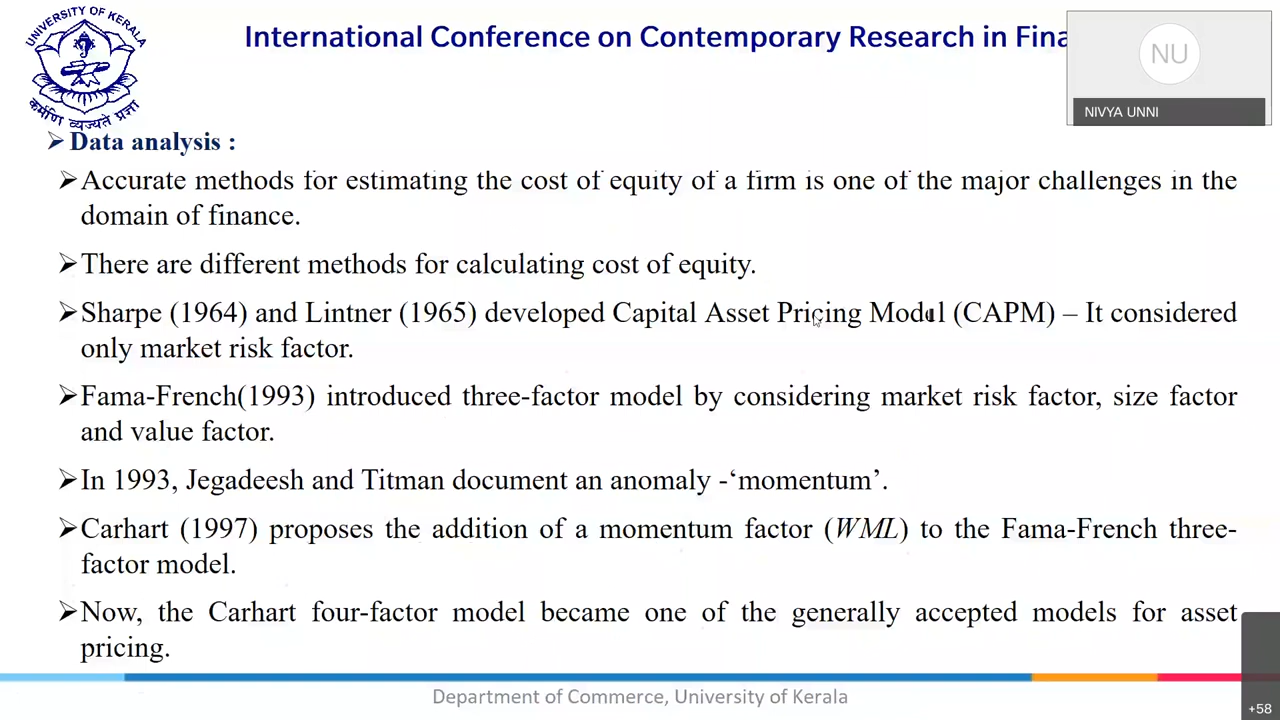 UNIVERSITY OF KERALA
कर्मणि व्यज्यते प्रज्ञा
International Conference on Contemporary Research in Fina
NU
NIVYA UNNI
➢ Data analysis :
➢ Accurate methods for estimating the cost of equity of a firm is one of the major challenges in the
domain of finance.
➢ There are different methods for calculating cost of equity.
➢ Sharpe (1964) and Lintner (1965) developed Capital Asset Pricing Model (CAPM) – It considered
only market risk factor.
➢ Fama-French(1993) introduced three-factor model by considering market risk factor, size factor
and value factor.
➢ In 1993, Jegadeesh and Titman document an anomaly -‘momentum’.
➢ Carhart (1997) proposes the addition of a momentum factor (WML) to the Fama-French three-
factor model.
➢ Now, the Carhart four-factor model became one of the generally accepted models for asset
pricing.
Department of Commerce, University of Kerala
+58